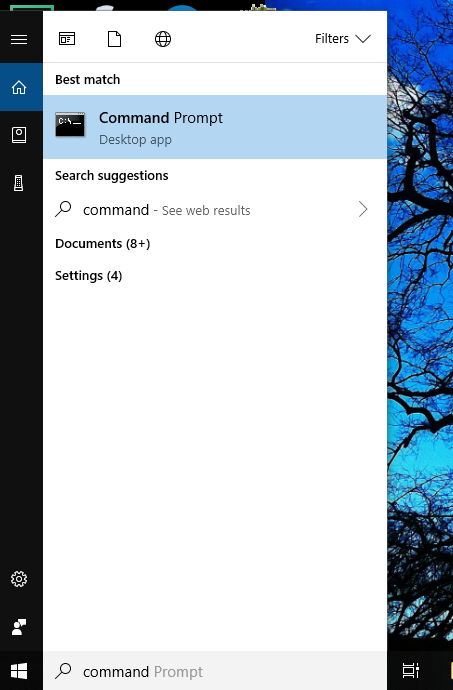 Filters
Best match
Command Prompt
Desktop app
Search suggestions
command - See web results
Documents (8+)
Settings (4)
command Prompt